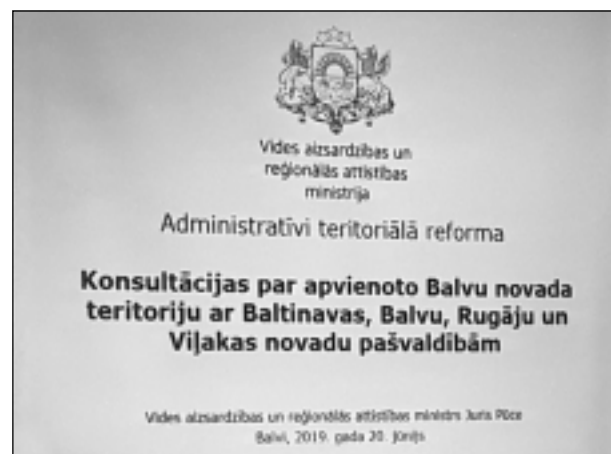 Vides aizsardzības un
reģionālās attīstības
ministrija
Administratīvi teritoriālā reforma
Konsultācijas par apvienoto Balvu novada
teritoriju ar Baltinavas, Balvu, Rugāju un
Viļakas novadu pašvaldībām
Vides aizsardzības un reģionālās attīstības ministrs Juris Pūce
Balvi, 2019. gada 20. jūnijs